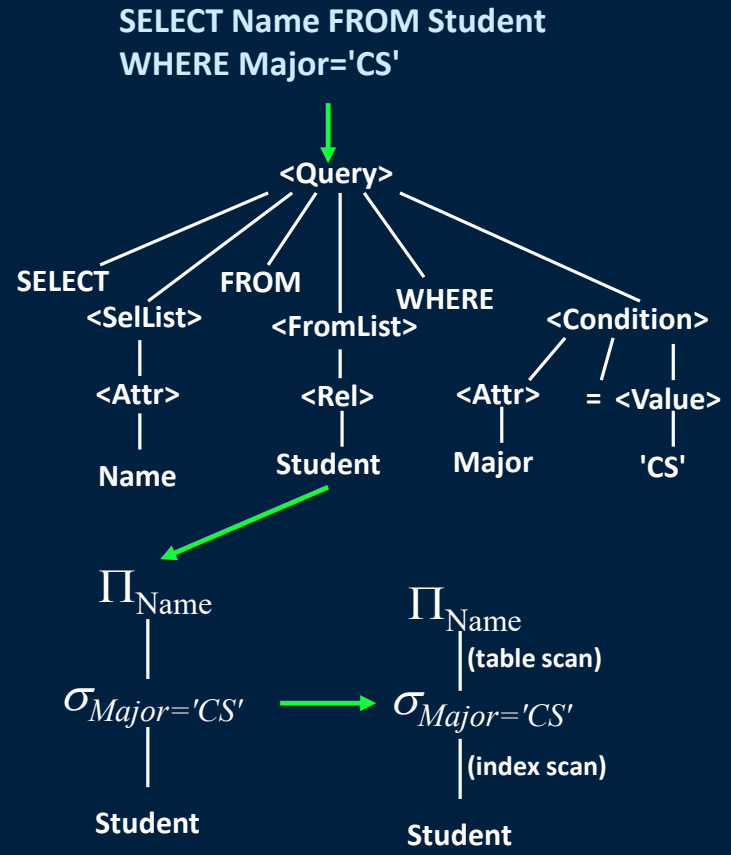 SELECT Name FROM Student
WHERE Major='CS'
<Query>
SELECT
FROM
WHERE
<SelList>
<FromList>
<Condition>
<Attr>
<Rel>
<Attr>
= <Value>
Name
Student
Major
'CS'
Π Name
σ Major='CS'
Student
Π Name
(table scan)
σ Major='CS'
(index scan)
Student